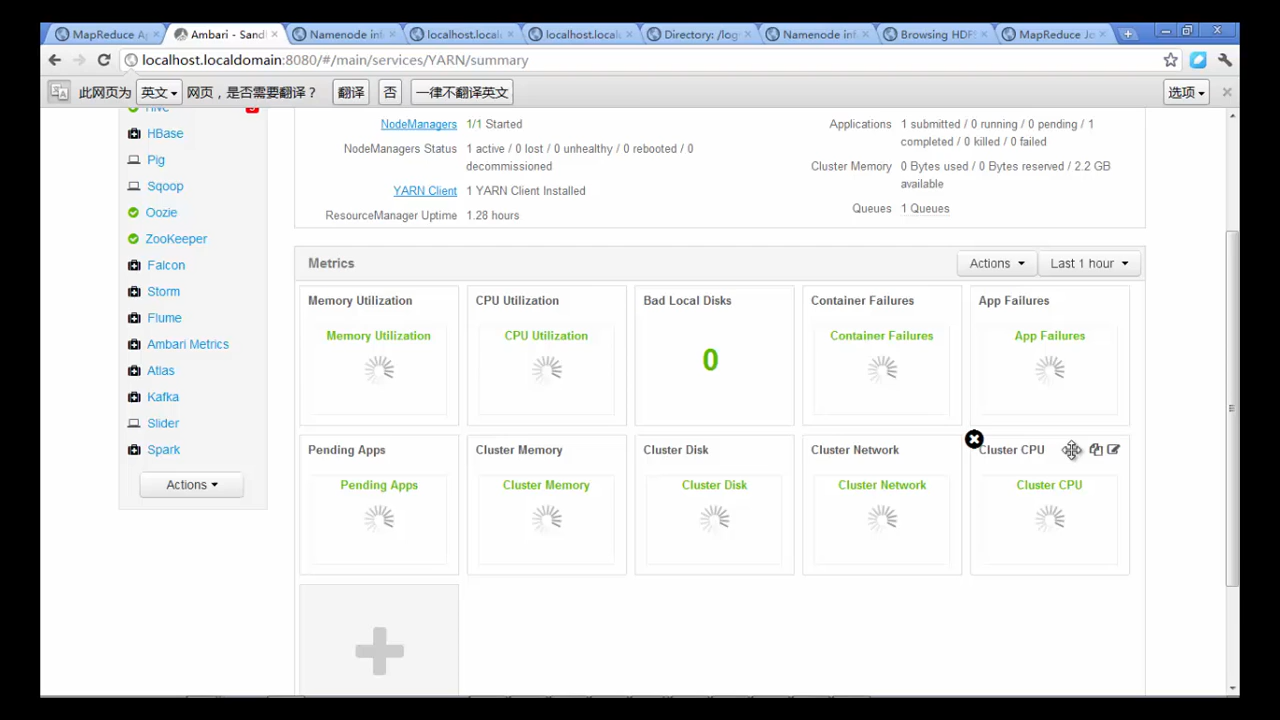 MapReduce A
Ambari - Sand
Namenode in
localhost.local
localhost.local
Directory: /log
Namenode in
Browsing HDF
MapReduce Jo
localhost.localdomain:8080/#/main/services/YARN/summary
此网页为 英文 网页，是否需要翻译？ 翻译 否 一律不翻译英文 选项
Hive
HBase
Pig
Sqoop
Oozie
ZooKeeper
Falcon
Storm
Flume
Ambari Metrics
Atlas
Kafka
Slider
Spark
Actions
NodeManagers 1/1 Started
NodeManagers Status 1 active / 0 lost / 0 unhealthy / 0 rebooted / 0
decommissioned
YARN Client 1 YARN Client Installed
ResourceManager Uptime 1.28 hours
Applications 1 submitted / 0 running / 0 pending / 1
completed / 0 killed / 0 failed
Cluster Memory 0 Bytes used / 0 Bytes reserved / 2.2 GB
available
Queues 1 Queues
Metrics Actions Last 1 hour
Memory Utilization CPU Utilization Bad Local Disks Container Failures App Failures
Memory Utilization CPU Utilization Container Failures App Failures
0
Pending Apps Cluster Memory Cluster Disk Cluster Network Cluster CPU
Pending Apps Cluster Memory Cluster Disk Cluster Network Cluster CPU